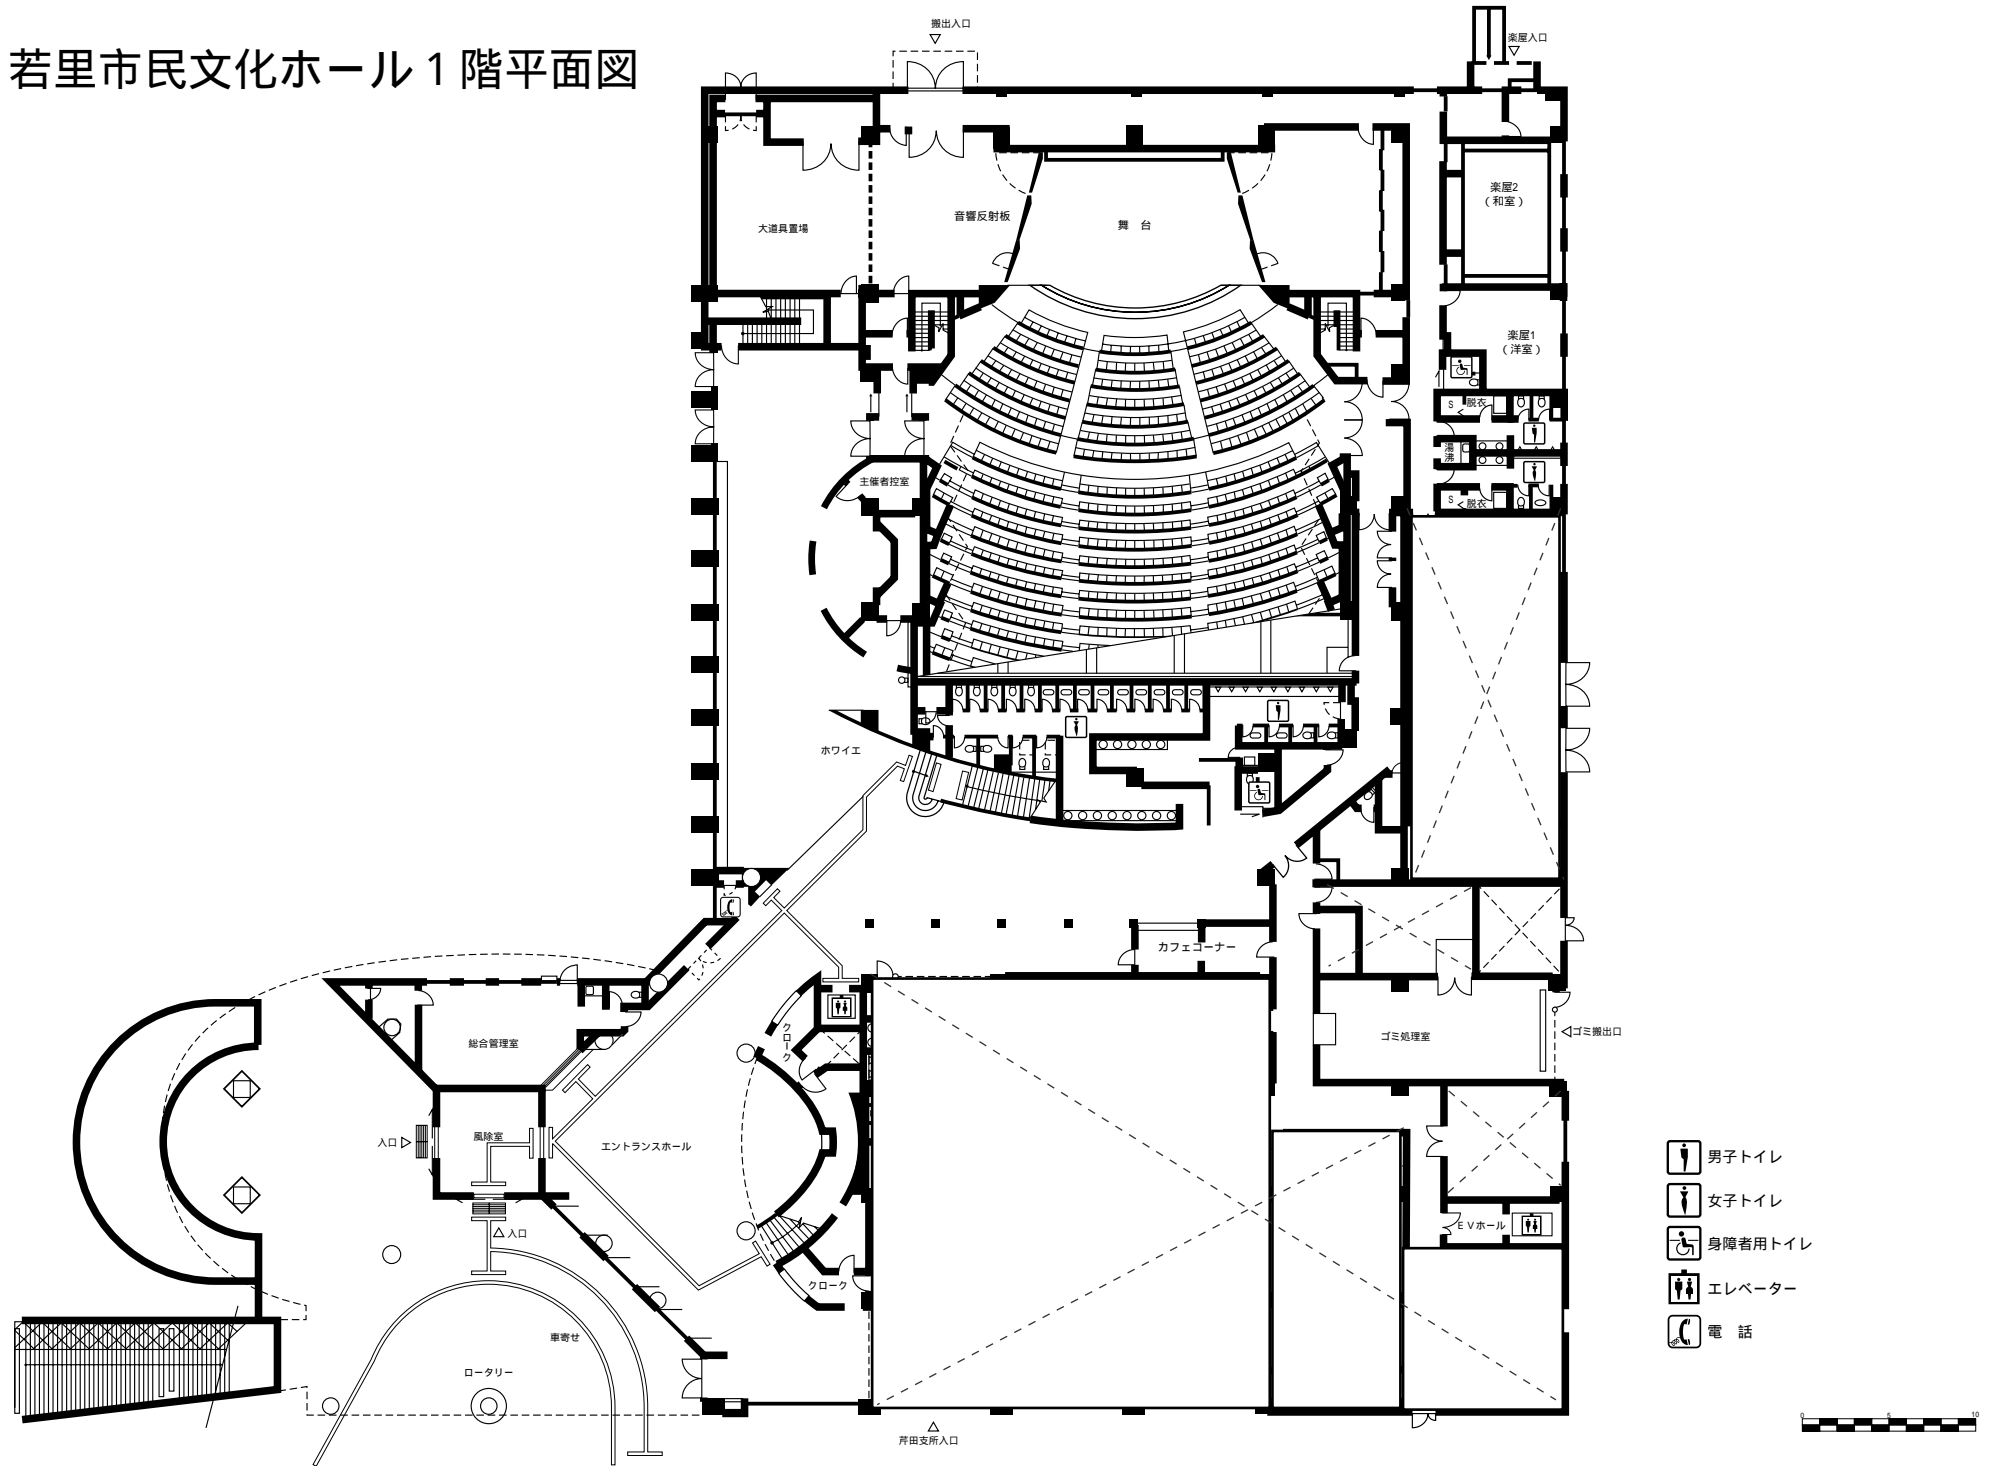 若里市民文化ホール１階平面図
搬出入口
楽屋入口
楽屋2
（和室）
大道具置場
音響反射板
舞　台
楽屋1
（洋室）
S
脱衣
湯沸
主催者控室
S
脱衣
ホワイエ
カフェコーナー
クローク
ゴミ搬出口
ゴミ処理室
総合管理室
風除室
入口
エントランスホール
男子トイレ
女子トイレ
入口
ＥＶホール
身障者用トイレ
クローク
エレベーター
車寄せ
電　話
ロータリー
0
5
10
芹田支所入口